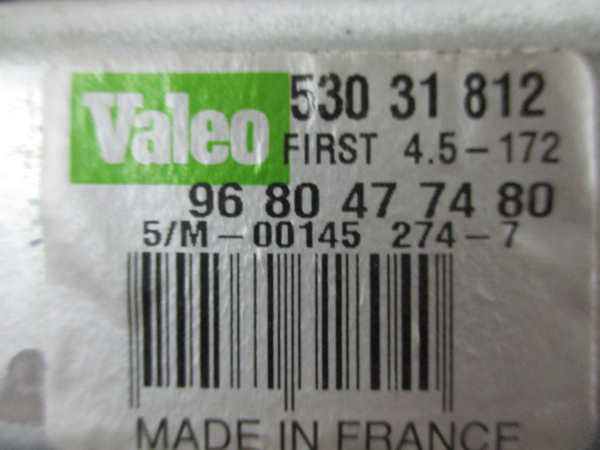 Valeo 530 31 812
FIRST 4.5-172
96 80 47 74 80
5/M-00145 274-7
MADE IN FRANCE